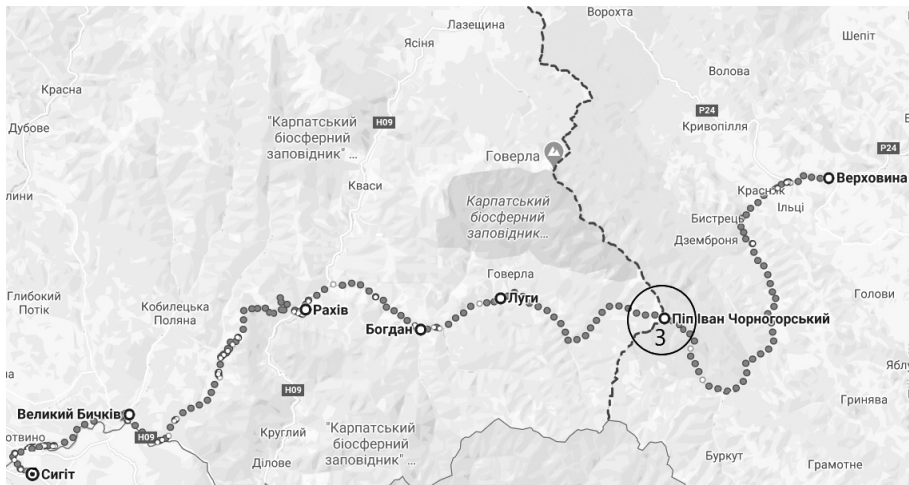 Лазещина
Ворохта
Шепіт
Ясіня
Волова
Красна
P24
"Карпатський
біосферний
заповідник" ...
H09
Кривопілля
Дубове
P24
Говерла
Верховина
Кваси
Красник
Карпатський
біосферний
заповідник...
Ільці
Бистрець
Дземброня
Говерла
Глибокий
Потік
Кобилецька
Поляна
Луги
Голови
Рахів
Богдан
Піп Іван Чорногорський
3
H09
Гринява
Великий Бичків
Круглий
"Карпатський
біосферний
заповідник" ...
H09
Сигіт
Ділове
Буркут
Грамотне